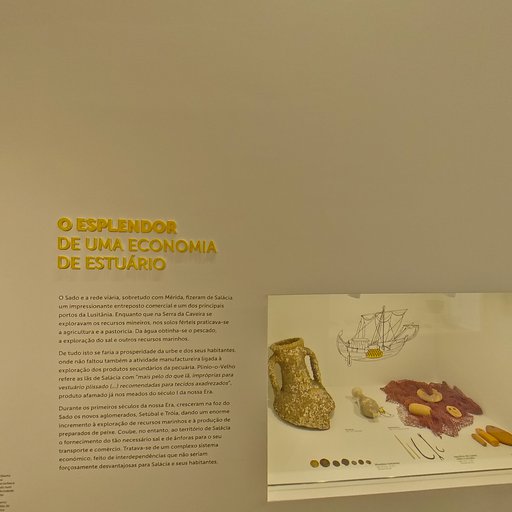 O ESPLENDOR
DE UMA ECONOMIA
DE ESTUÁRIO
O Sado e a rede viária, sobretudo com Mérida, fizeram de Salácia
um impressionante entreposto comercial e um dos principais
portos da Lusitânia. Enquanto que na Serra da Caveira se
exploravam os recursos mineiros, nos solos férteis praticava-se
a agricultura e a pastorícia. Da água obtinha-se o pescado,
a exploração do sal e outros recursos marinhos.
De tudo isto se faria a prosperidade da urbe e dos seus habitantes,
onde não faltou também a atividade manufatureira ligada à
exploração dos produtos secundários da pecuária. Plínio-o-Velho
refere as lãs de Salácia com "mais pelo do que lã, impróprias para
vestuário plissado (...) recomendadas para tecidos axadrezados",
produto afamado já nos meados do século I da nossa Era.
Durante os primeiros séculos da nossa Era, cresceram na foz do
Sado os novos aglomerados, Setúbal e Tróia, dando um enorme
incremento à exploração de recursos marinhos e à produção de
preparados de peixe. Coube, no entanto, ao território de Salácia
o fornecimento do tão necessário sal e de ânforas para o seu
transporte e comércio. Tratava-se de um complexo sistema
económico, feito de interdependências que não seriam
forçosamente desvantajosas para Salácia e seus habitantes.